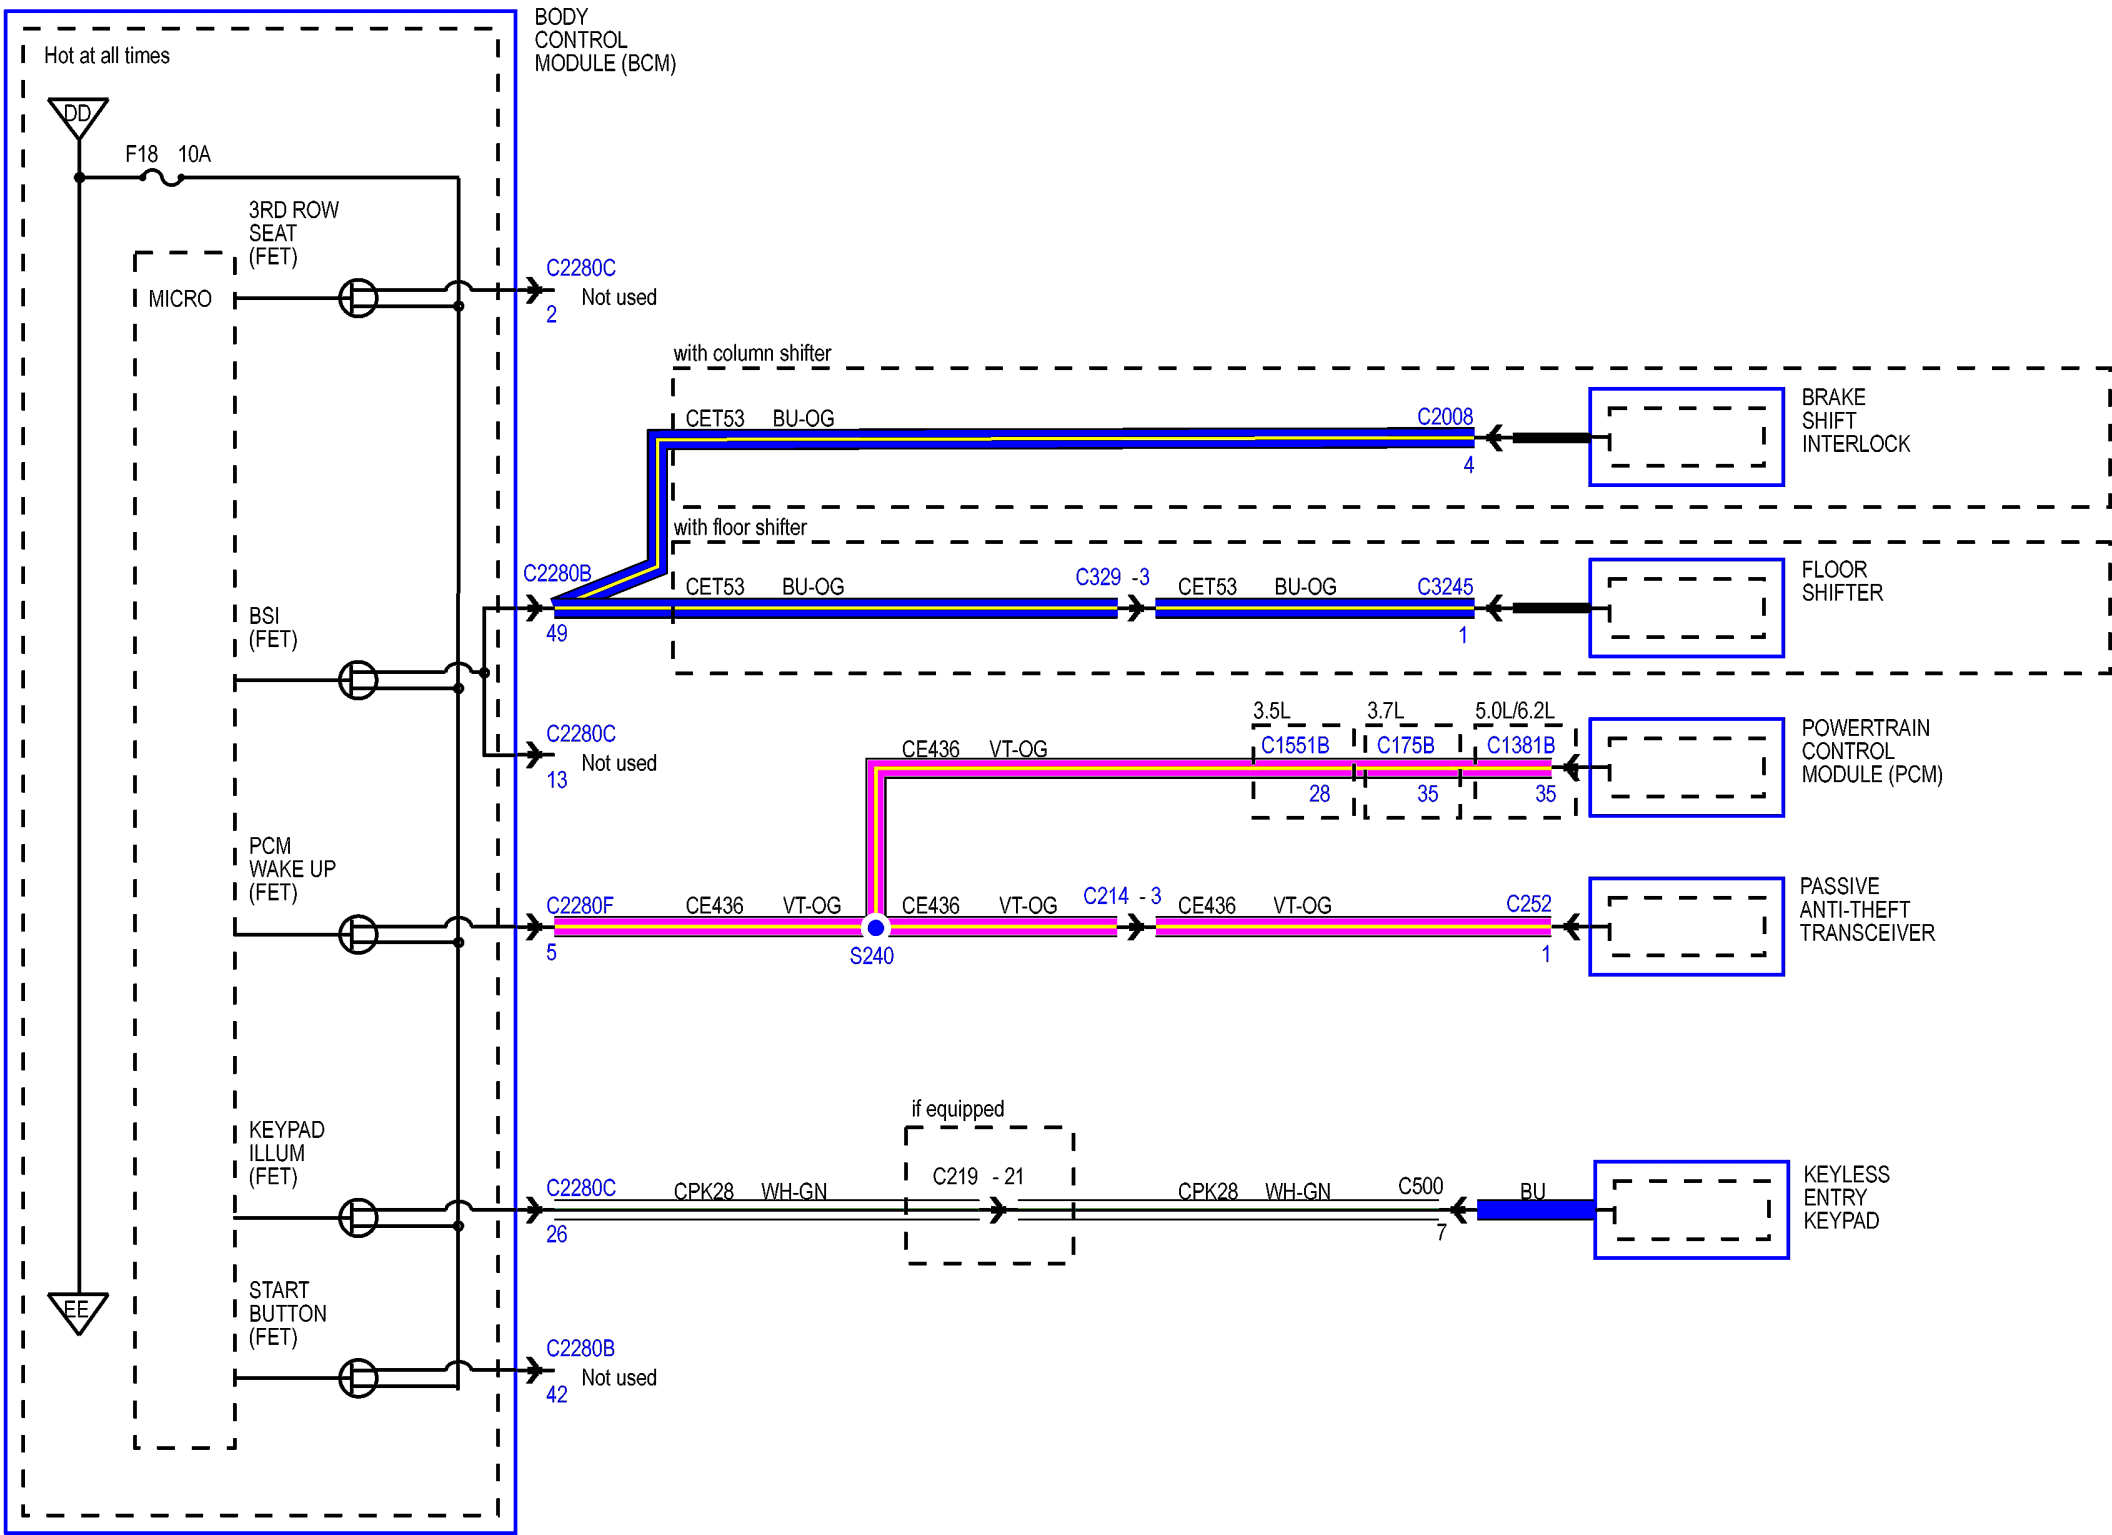 BODY
CONTROL
MODULE (BCM)
Hot at all times
DD
F18 10A
3RD ROW
SEAT
(FET)
MICRO
C2280C
Not used
2
with column shifter
CET53 BU-OG C2008
4
BRAKE
SHIFT
INTERLOCK
with floor shifter
C2280B
49
CET53 BU-OG C329 -3 CET53 BU-OG C3245
1
FLOOR
SHIFTER
BSI
(FET)
C2280C
Not used
13
3.5L 3.7L 5.0L/6.2L
CE436 VT-OG C1551B C175B C1381B
28 35 35
POWERTRAIN
CONTROL
MODULE (PCM)
PCM
WAKE UP
(FET)
C2280F CE436 VT-OG CE436 VT-OG C214 - 3 CE436 VT-OG C252
5 S240 1
PASSIVE
ANTI-THEFT
TRANSCEIVER
if equipped
KEYPAD
ILLUM
(FET)
C2280C CPK28 WH-GN C219 - 21 CPK28 WH-GN C500 BU
26 7
KEYLESS
ENTRY
KEYPAD
START
BUTTON
(FET)
EE
C2280B
Not used
42